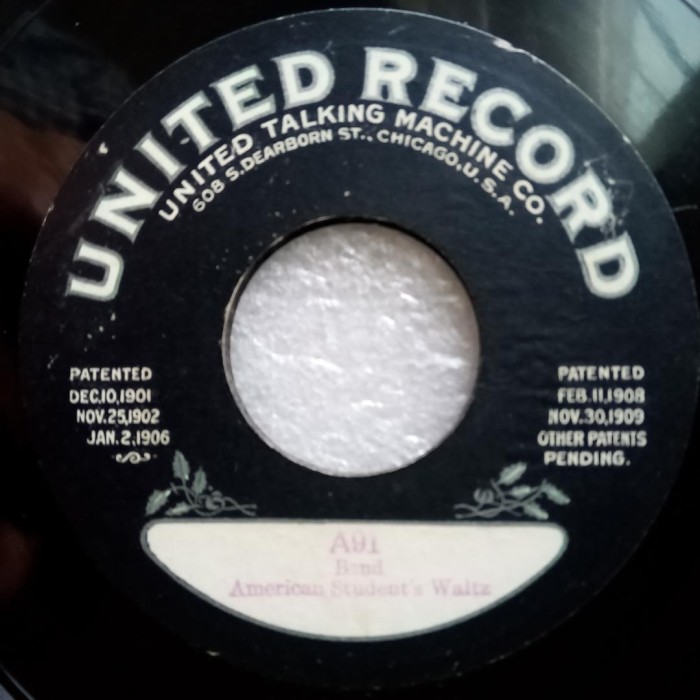 UNITED RECORD
UNITED TALKING MACHINE CO.
608 S. DEARBORN ST., CHICAGO, U.S.A.
PATENTED
DEC.10,1901
NOV.25,1902
JAN.2,1906
PATENTED
FEB.11,1908
NOV.30,1909
OTHER PATENTS
PENDING.
A91
Band
American Student's Waltz